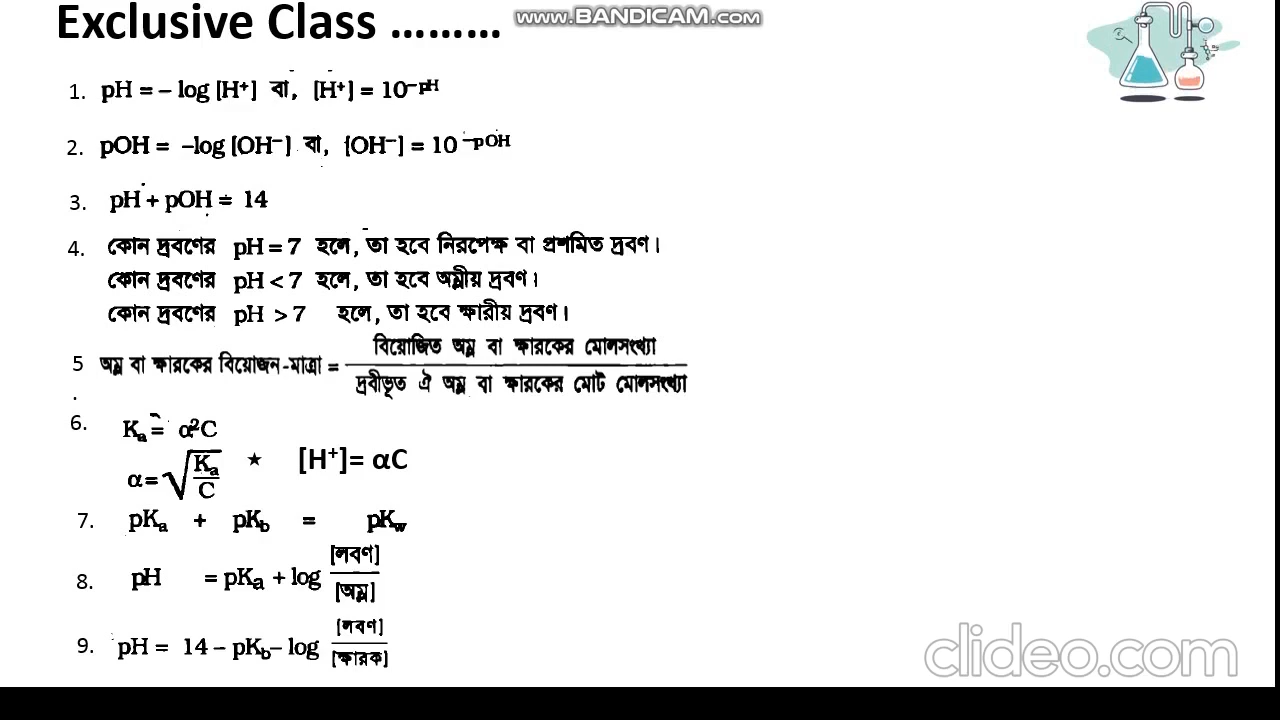 Exclusive Class .........
www.BANDICAM.com
1. pH = – log [H⁺] বা, [H⁺] = 10⁻ᵖᴴ
2. pOH = –log [OH⁻] বা, [OH⁻] = 10⁻ᵖᴼᴴ
3. pH + pOH = 14
4. কোন দ্রবণের pH = 7 হলে, তা হবে নিরপেক্ষ বা প্রশমিত দ্রবণ।
কোন দ্রবণের pH < 7 হলে, তা হবে অম্লীয় দ্রবণ।
কোন দ্রবণের pH > 7 হলে, তা হবে ক্ষারীয় দ্রবণ।
5. অম্ল বা ক্ষারকের বিয়োজন-মাত্রা = বিয়োজিত অম্ল বা ক্ষারকের মোলসংখ্যা / দ্রবীভূত ঐ অম্ল বা ক্ষারকের মোট মোলসংখ্যা
6. Kₐ = α²C
α = √(Kₐ/C) ★ [H⁺]= αC
7. pKₐ + pK_b = pK_w
8. pH = pKₐ + log [লবণ]/[অম্ল]
9. pH = 14 – pK_b – log [লবণ]/[ক্ষারক]
clideo.com